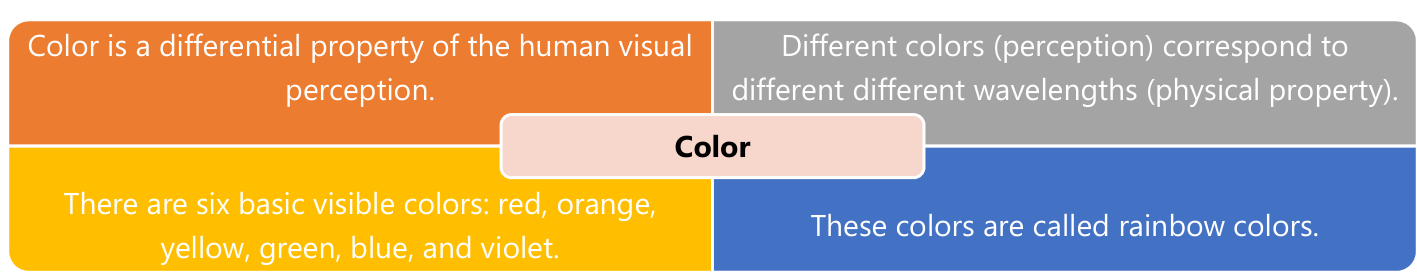 Color is a differential property of the human visual
perception.
Different colors (perception) correspond to
different different wavelengths (physical property).
Color
There are six basic visible colors: red, orange,
yellow, green, blue, and violet.
These colors are called rainbow colors.